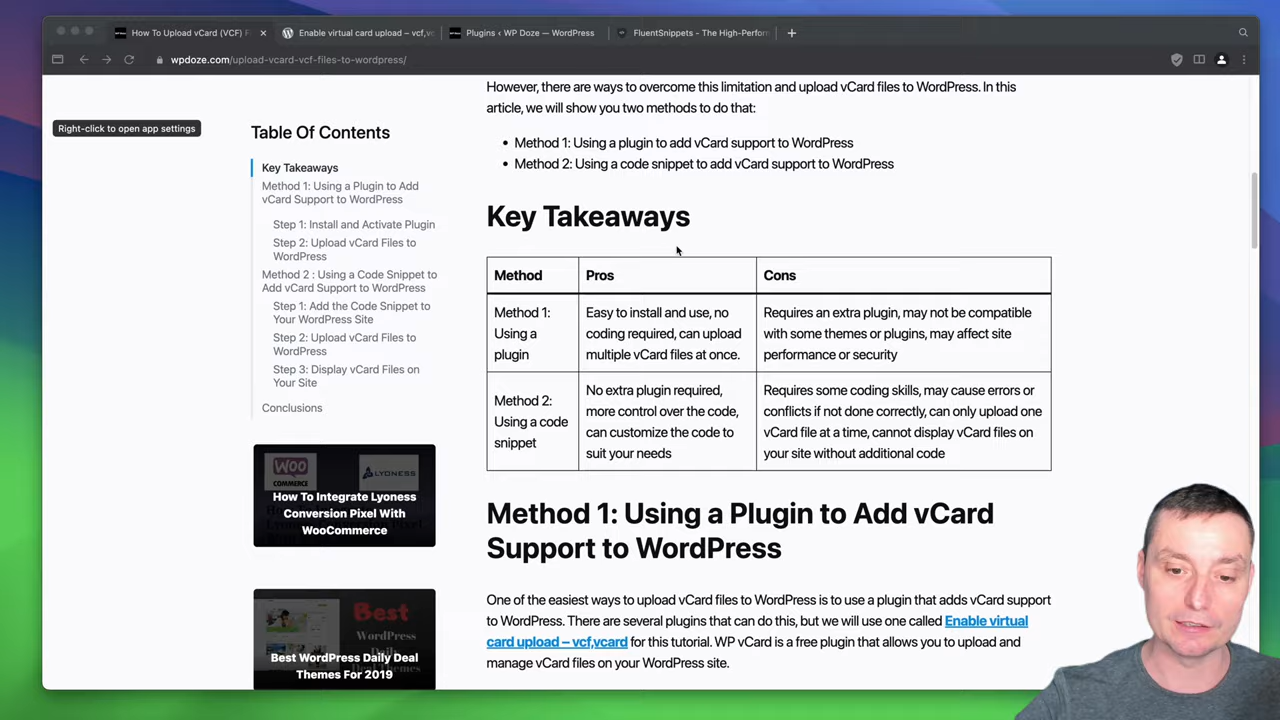 How To Upload vCard (VCF) F
Enable virtual card upload – vcf,vc
Plugins ‹ WP Doze — WordPress
FluentSnippets - The High-Perform
wpdoze.com/upload-vcard-vcf-files-to-wordpress/
Right-click to open app settings
Table Of Contents
Key Takeaways
Method 1: Using a Plugin to Add
vCard Support to WordPress
Step 1: Install and Activate Plugin
Step 2: Upload vCard Files to
WordPress
Method 2 : Using a Code Snippet to
Add vCard Support to WordPress
Step 1: Add the Code Snippet to
Your WordPress Site
Step 2: Upload vCard Files to
WordPress
Step 3: Display vCard Files on
Your Site
Conclusions
WOO
COMMERCE
LYONESS
How To Integrate Lyoness
Conversion Pixel With
WooCommerce
Best
WordPress
Best WordPress Daily Deal
Themes For 2019
However, there are ways to overcome this limitation and upload vCard files to WordPress. In this
article, we will show you two methods to do that:
• Method 1: Using a plugin to add vCard support to WordPress
• Method 2: Using a code snippet to add vCard support to WordPress
Key Takeaways
Method Pros Cons
Method 1:
Using a
plugin
Easy to install and use, no
coding required, can upload
multiple vCard files at once.
Requires an extra plugin, may not be compatible
with some themes or plugins, may affect site
performance or security
Method 2:
Using a code
snippet
No extra plugin required,
more control over the code,
can customize the code to
suit your needs
Requires some coding skills, may cause errors or
conflicts if not done correctly, can only upload one
vCard file at a time, cannot display vCard files on
your site without additional code
Method 1: Using a Plugin to Add vCard
Support to WordPress
One of the easiest ways to upload vCard files to WordPress is to use a plugin that adds vCard support
to WordPress. There are several plugins that can do this, but we will use one called Enable virtual
card upload – vcf,vcard for this tutorial. WP vCard is a free plugin that allows you to upload and
manage vCard files on your WordPress site.